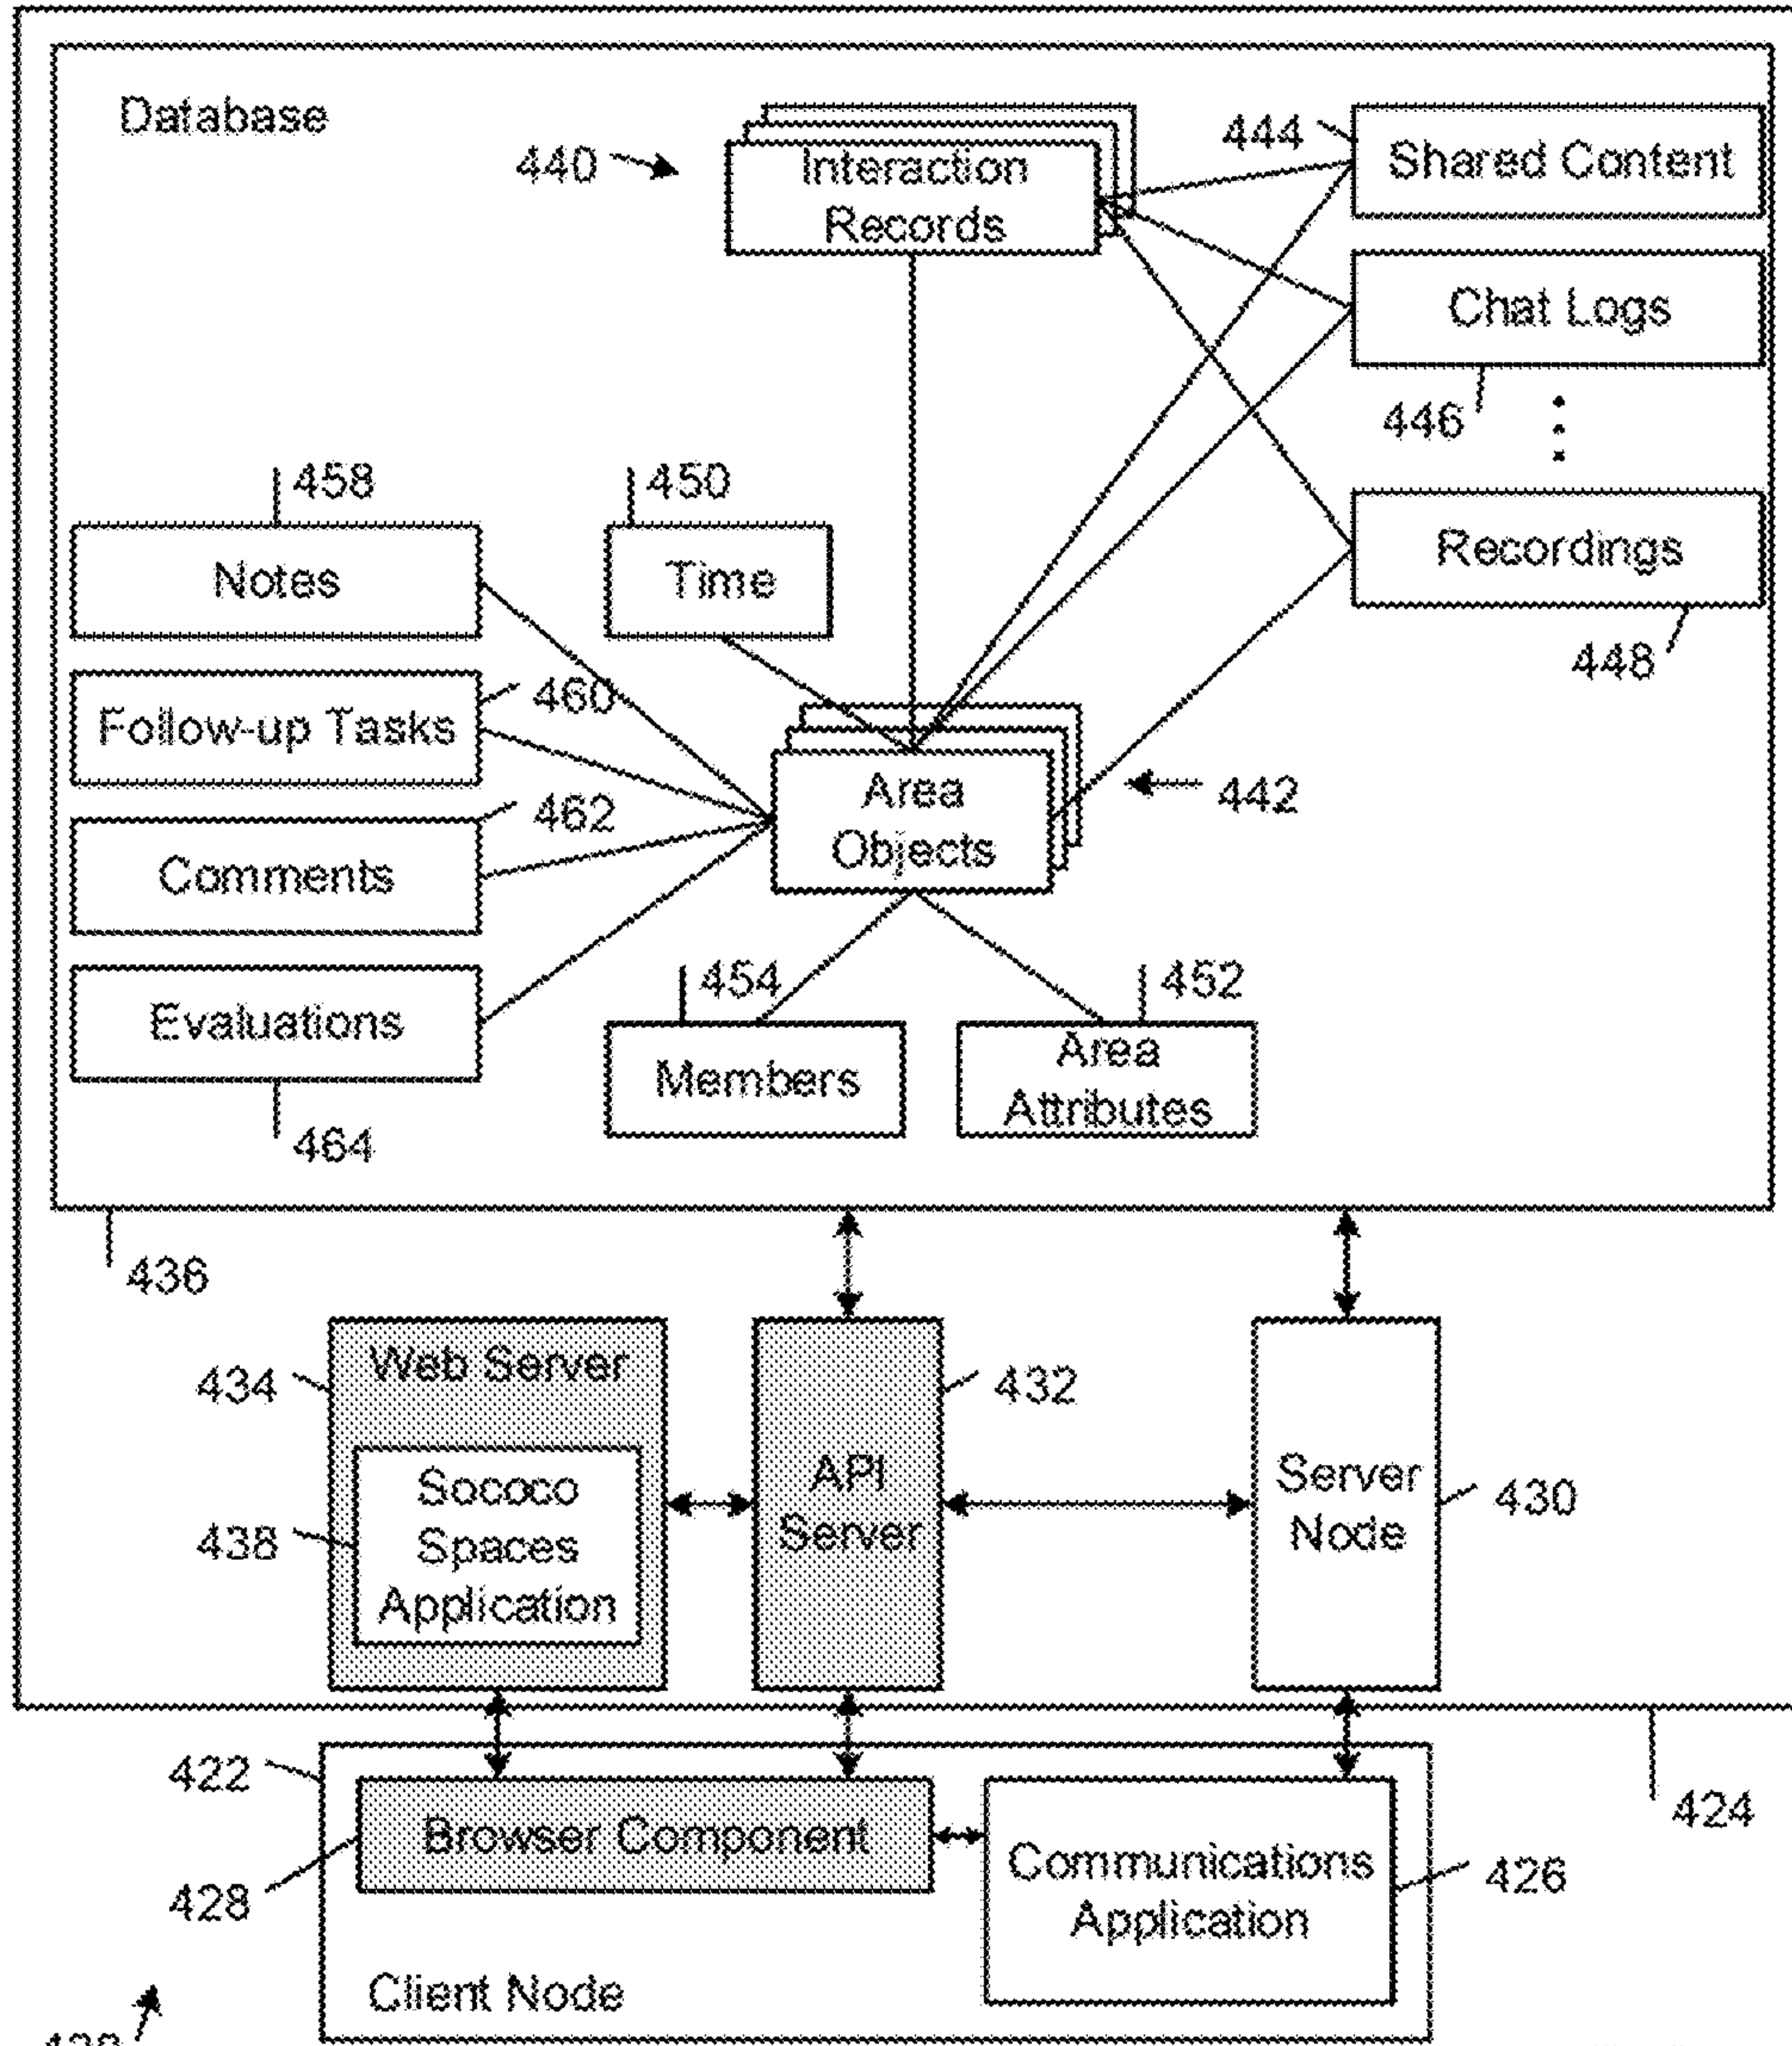 Database
440
Interaction
Records
444
Shared Content
Chat Logs
446
458
450
Notes
Time
Recordings
448
460
Follow-up Tasks
462
Area
Objects
442
Comments
454
452
Evaluations
Members
Area
Attributes
464
436
434
Web Server
432
438
Sococo
Spaces
Application
API
Server
Server
Node
430
422
424
Browser Component
428
Communications
Application
426
Client Node